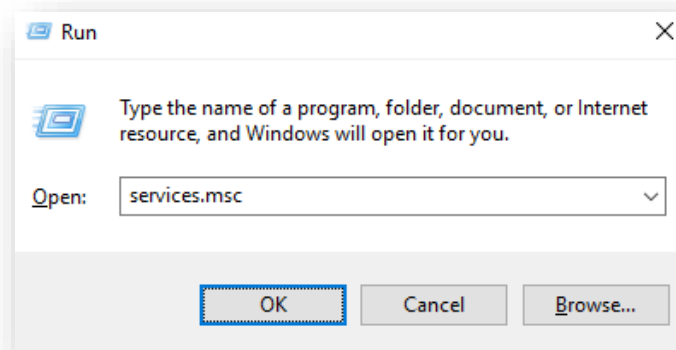 Run
Type the name of a program, folder, document, or Internet
resource, and Windows will open it for you.
Open: services.msc
OK Cancel Browse...